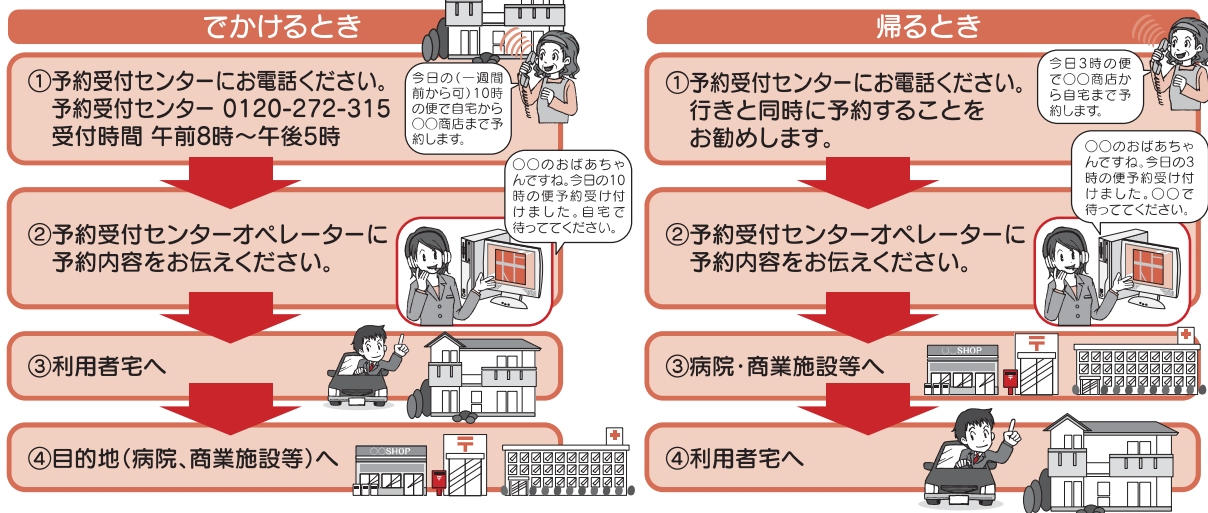 でかけるとき
①予約受付センターにお電話ください。
予約受付センター 0120-272-315
受付時間 午前8時～午後5時
今日の(一週間
前から可)10時
の便で自宅から
○○商店まで予
約します。
②予約受付センターオペレーターに
予約内容をお伝えください。
○○のおばあちゃ
んですね。今日の10
時の便予約受け付
けました。自宅で
待っててください。
③利用者宅へ
④目的地(病院、商業施設等)へ
○○SHOP
〒
帰るとき
①予約受付センターにお電話ください。
行きと同時に予約することを
お勧めします。
今日3時の便
で○○商店か
ら自宅まで予
約します。
②予約受付センターオペレーターに
予約内容をお伝えください。
○○のおばあちゃ
んですね。今日の3
時の便予約受け付
けました。○○で
待っててください。
③病院・商業施設等へ
○○SHOP
〒
④利用者宅へ